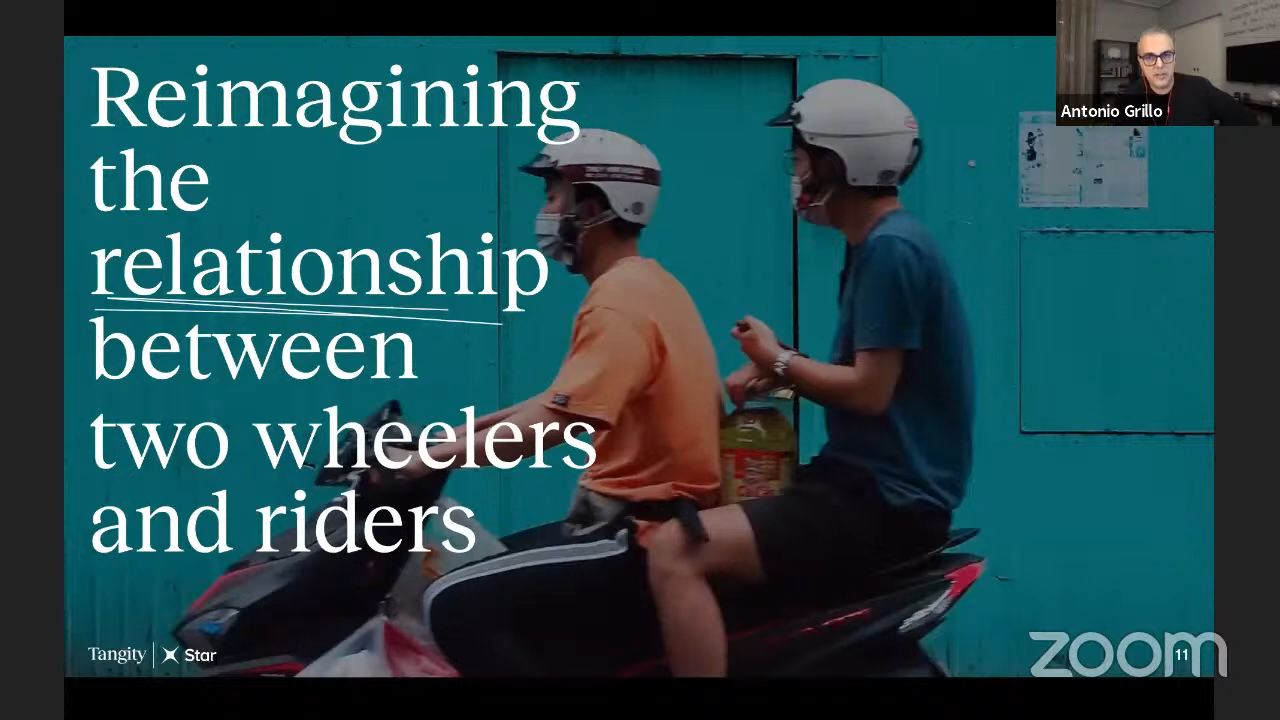 Reimagining
the
relationship
between
two wheelers
and riders
Antonio Grillo
Tangity | Star
zoom
11